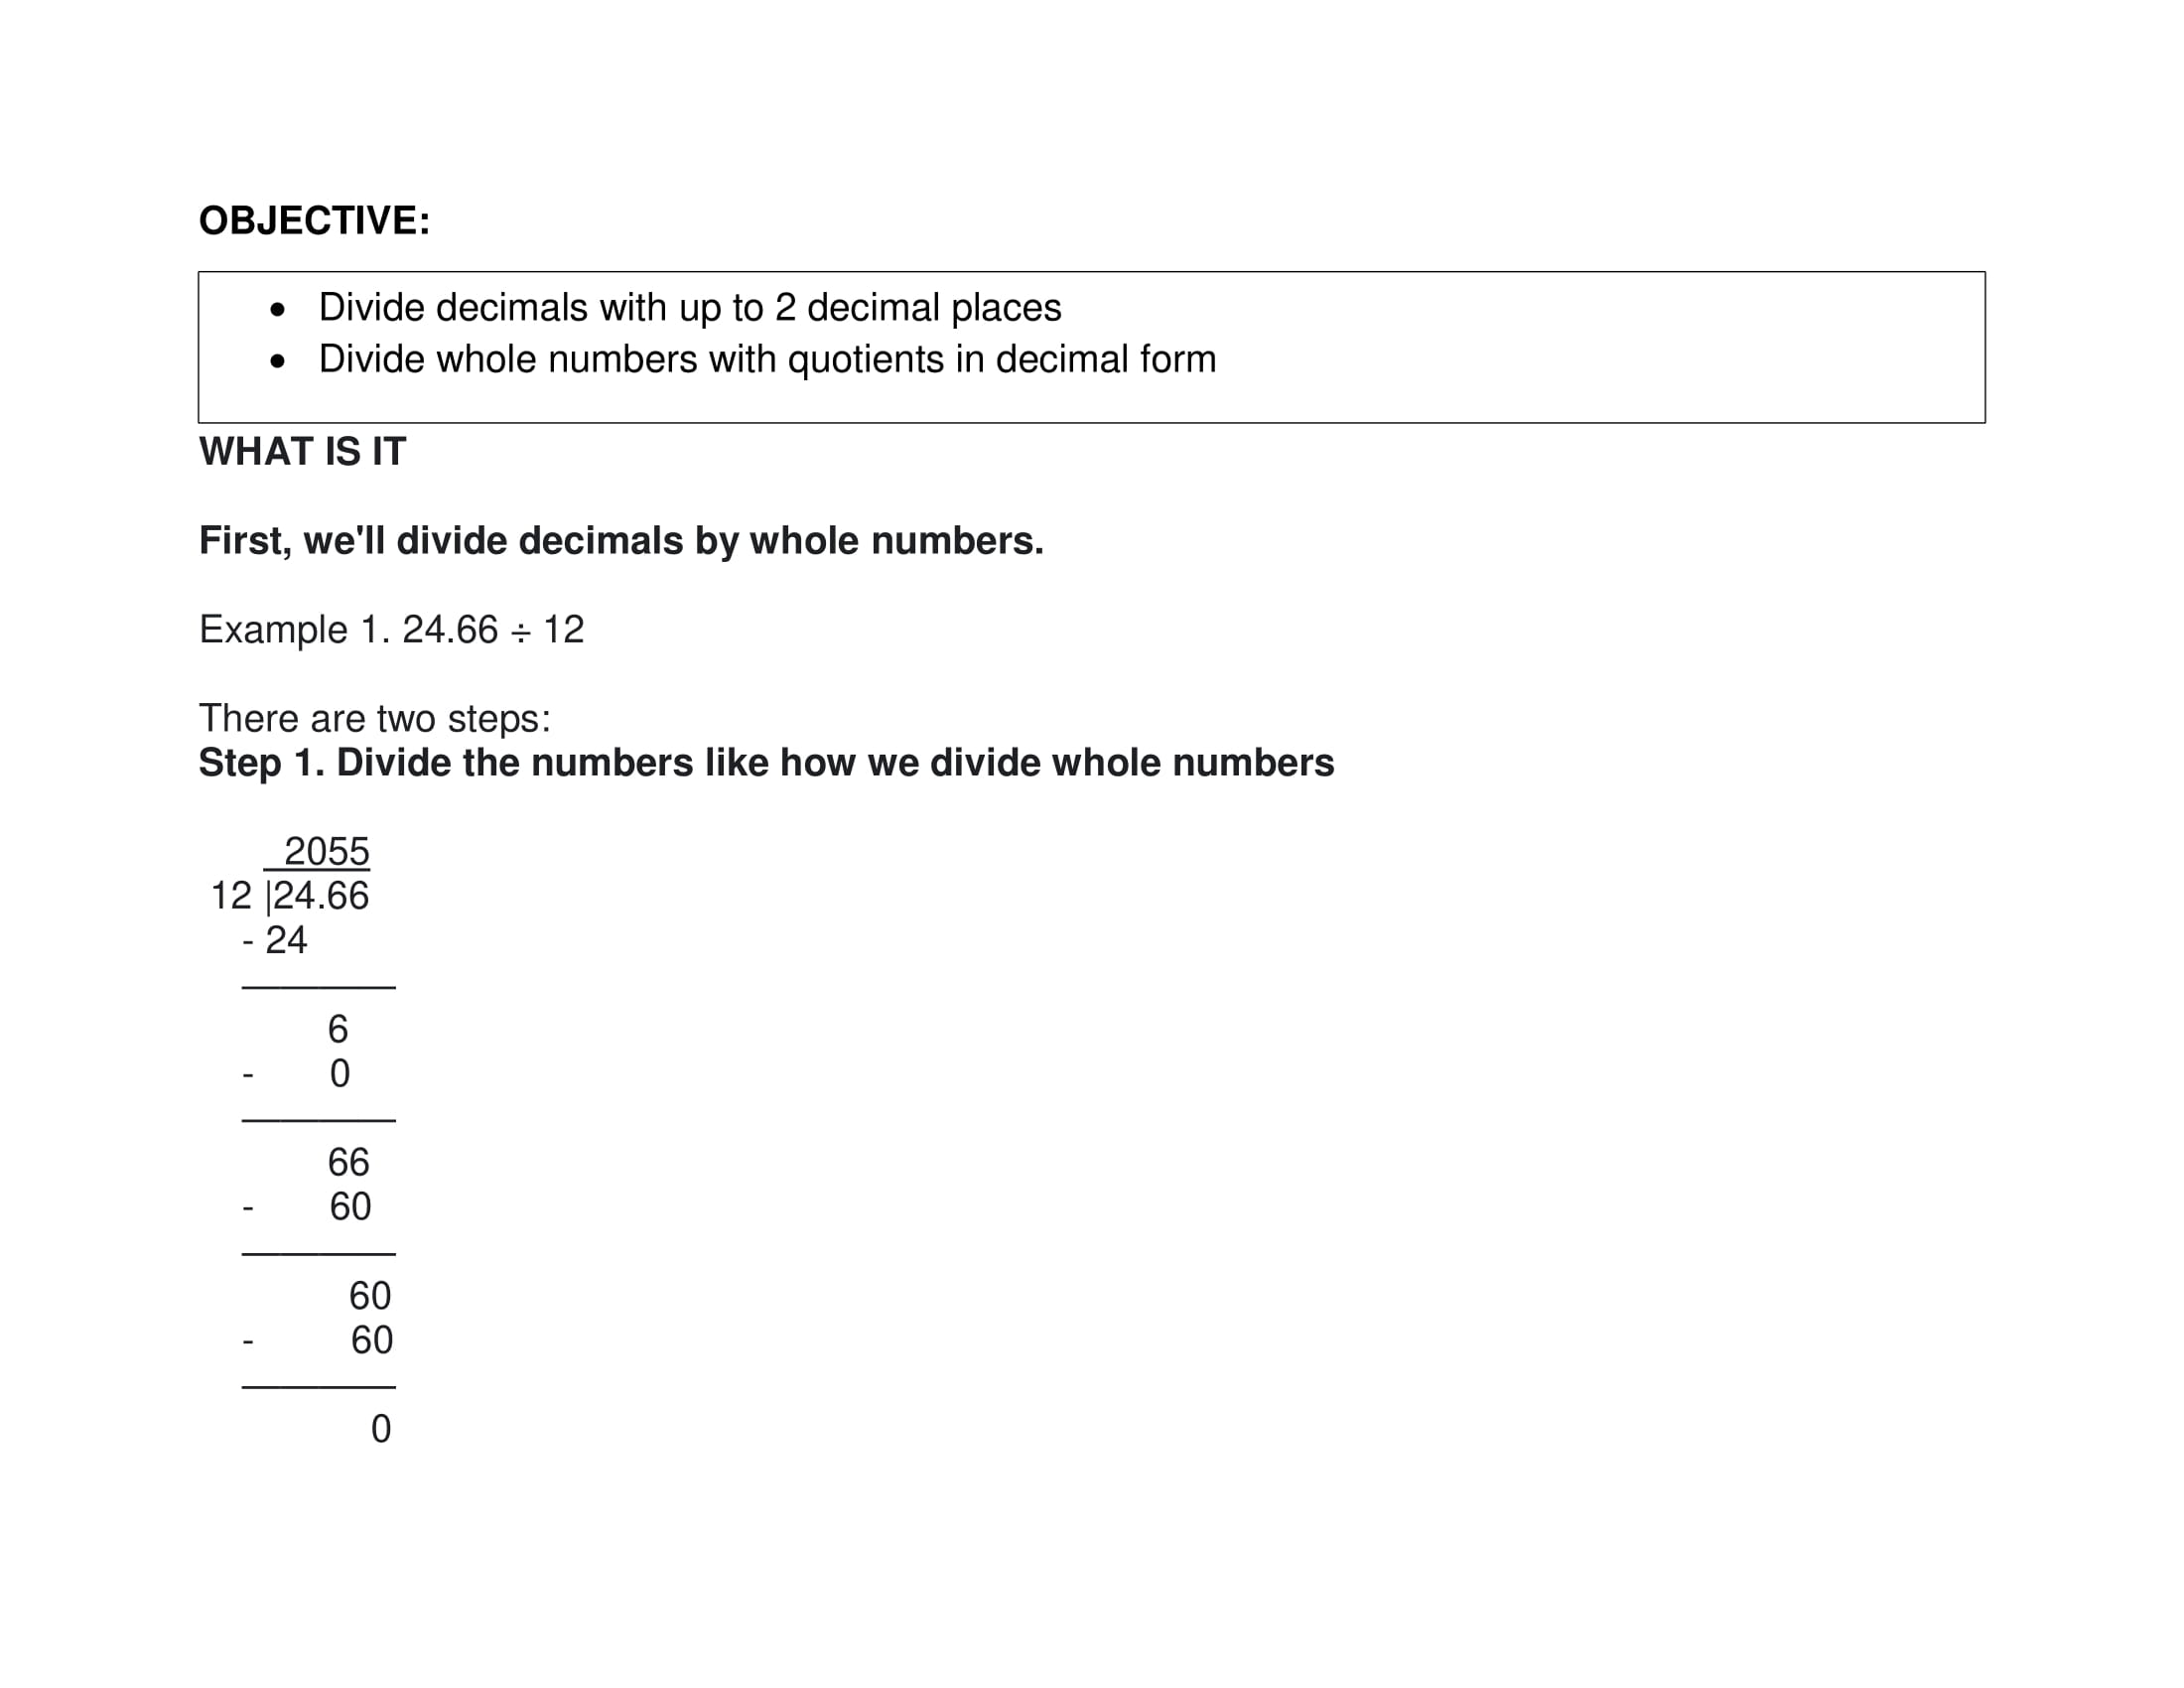 OBJECTIVE:
● Divide decimals with up to 2 decimal places
● Divide whole numbers with quotients in decimal form
WHAT IS IT
First, we'll divide decimals by whole numbers.
Example 1. 24.66 ÷ 12
There are two steps:
Step 1. Divide the numbers like how we divide whole numbers
2055
12 |24.66
- 24
6
- 0
66
- 60
60
- 60
0